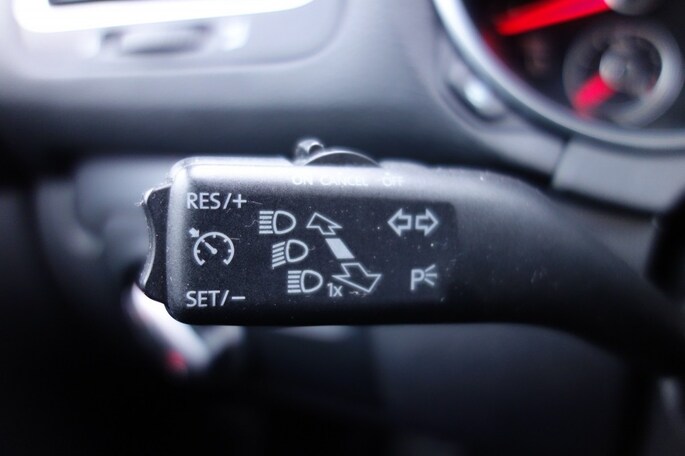 ON CANCEL OFF
RES/+
1x
P
SET/-